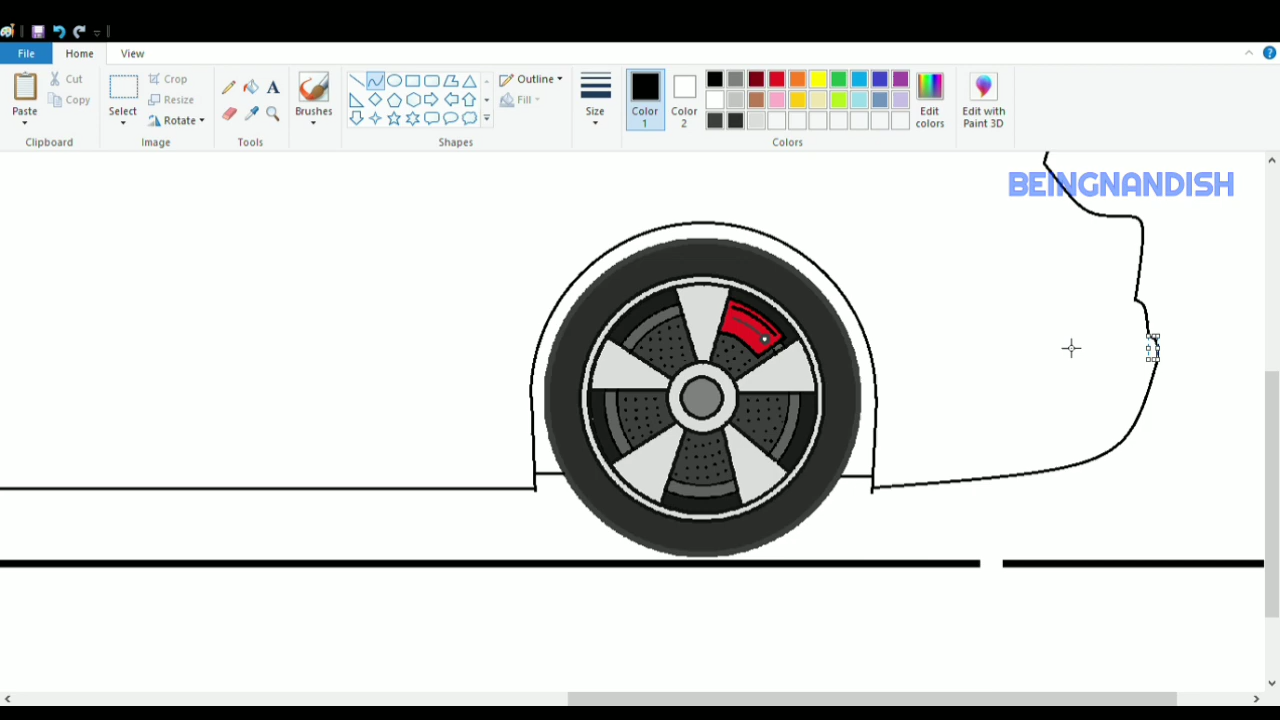 File Home View
Paste
Cut
Copy
Clipboard
Select
Crop
Resize
Rotate
Image
A
Tools
Brushes
Outline
Fill
Shapes
Size
Color 1
Color 2
Edit colors
Colors
Edit with Paint 3D
?
BEINGNANDISH